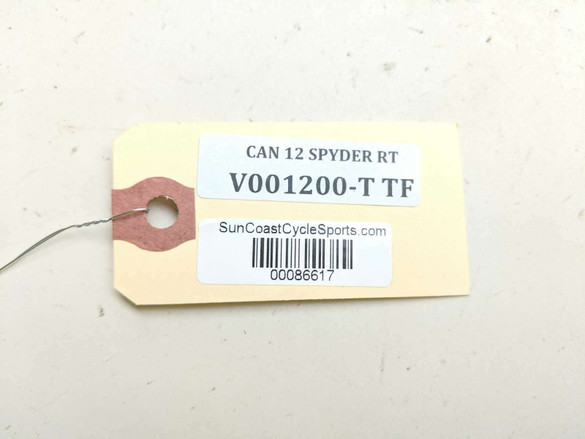 CAN 12 SPYDER RT
V001200-T TF
SunCoastCycleSports.com
00086617